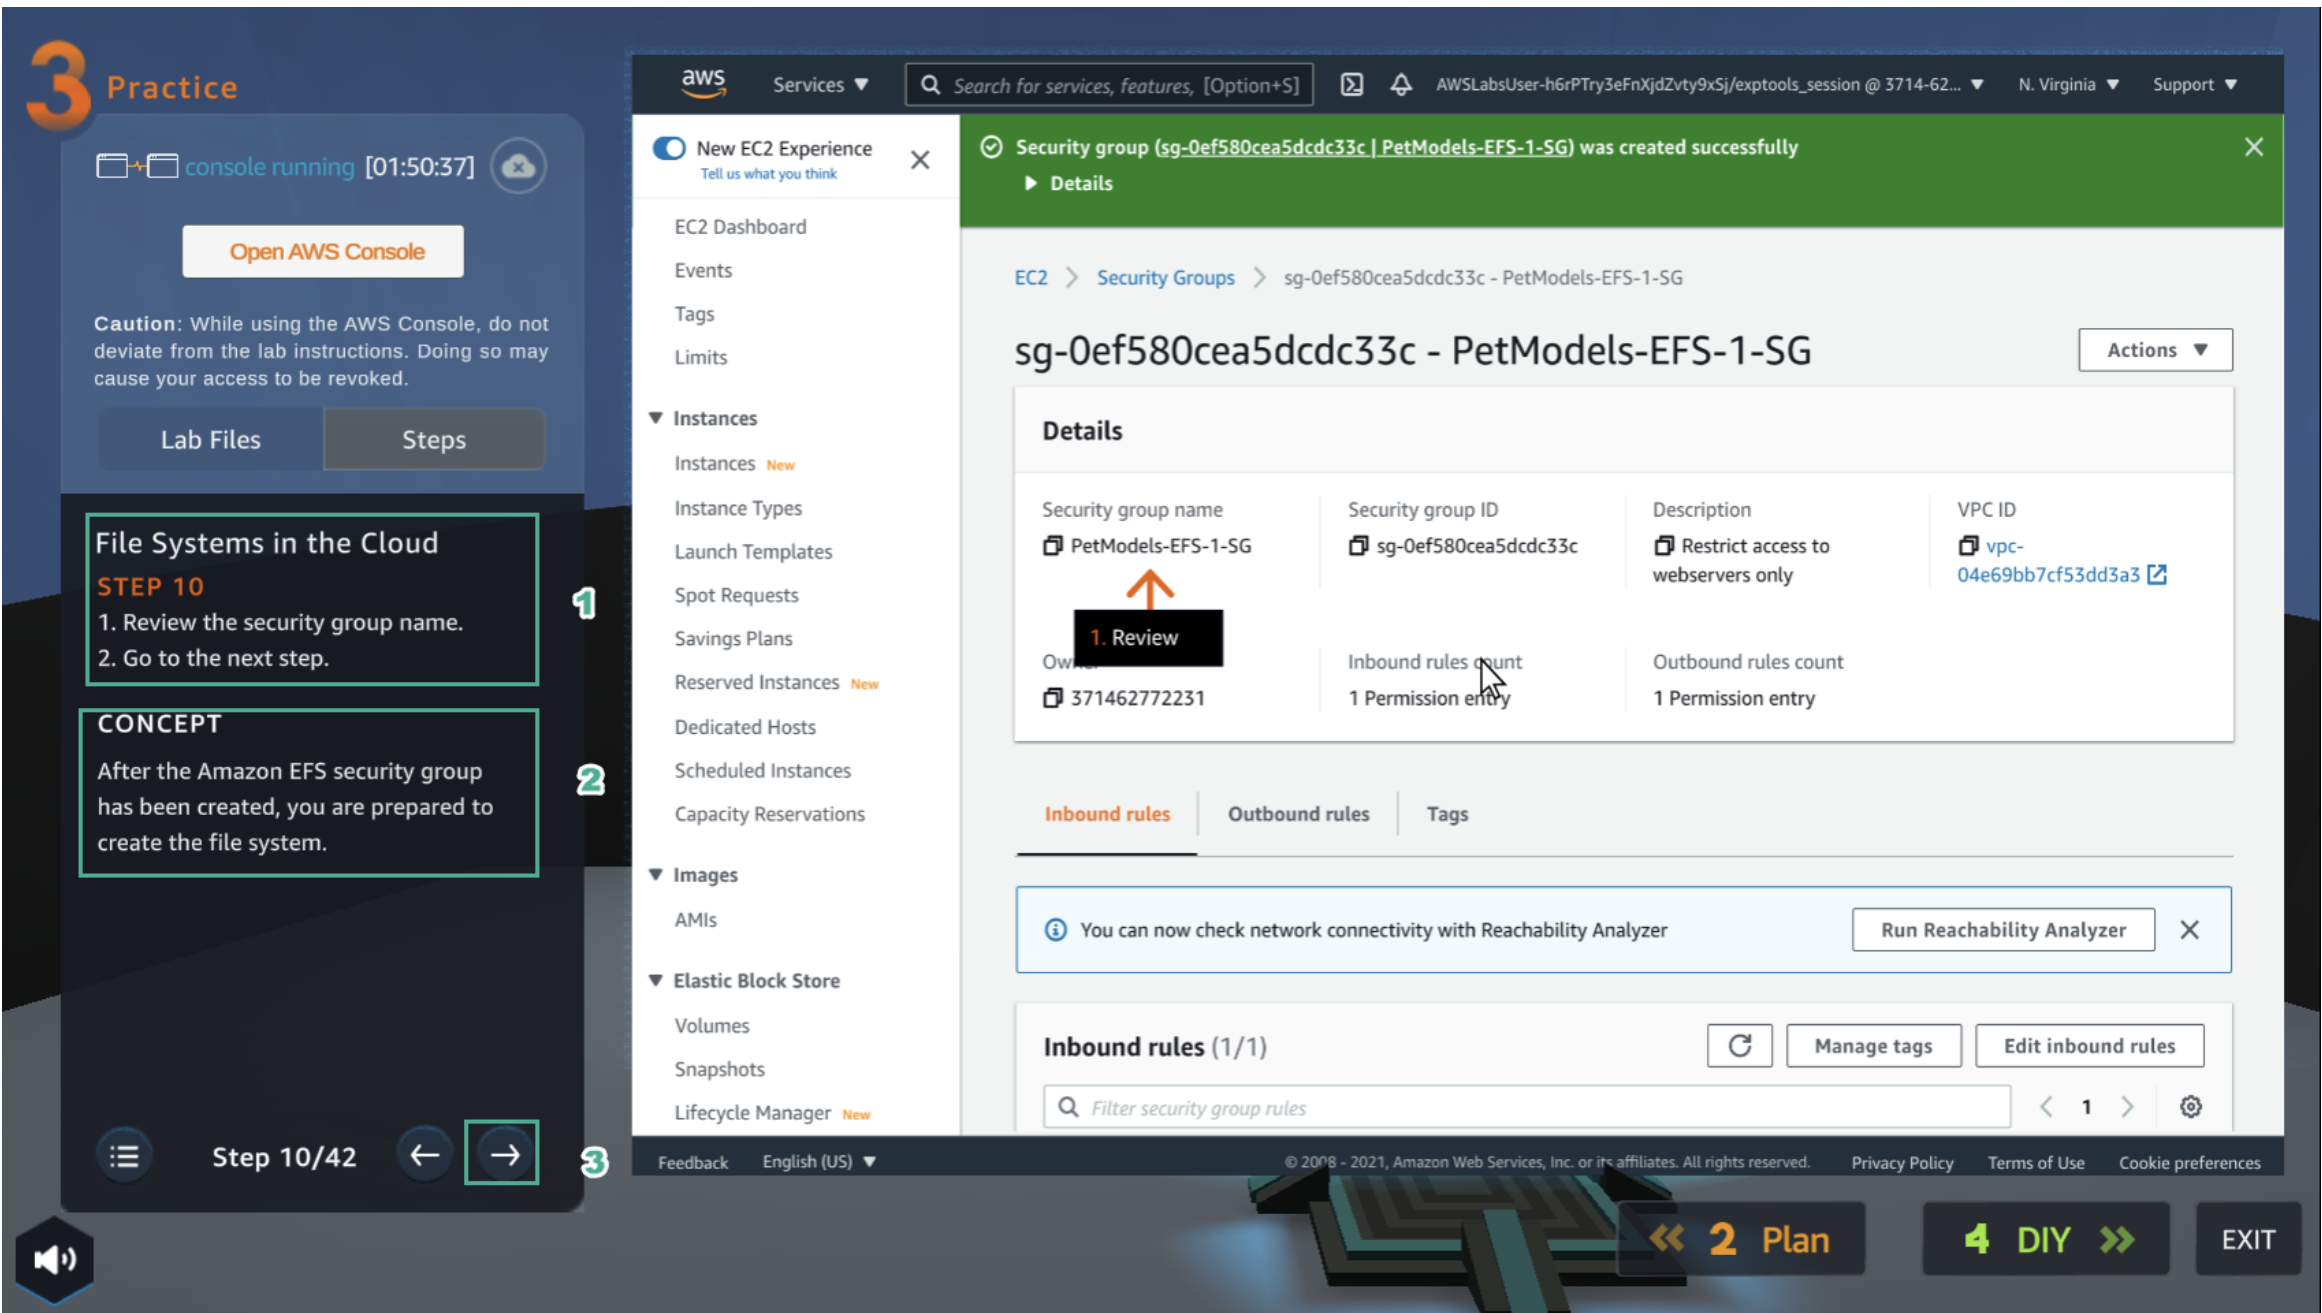 3 Practice
console running [01:50:37]
Open AWS Console
Caution: While using the AWS Console, do not
deviate from the lab instructions. Doing so may
cause your access to be revoked.
Lab Files
Steps
File Systems in the Cloud
STEP 10
1. Review the security group name.
2. Go to the next step.
1
CONCEPT
After the Amazon EFS security group
has been created, you are prepared to
create the file system.
2
Step 10/42
3
aws
Services
Search for services, features, [Option+S]
AWSLabsUser-h6rPTry3eFnXjdZvty9xSj/exptools_session @ 3714-62...
N. Virginia
Support
New EC2 Experience
Tell us what you think
EC2 Dashboard
Events
Tags
Limits
Instances
Instances New
Instance Types
Launch Templates
Spot Requests
Savings Plans
Reserved Instances New
Dedicated Hosts
Scheduled Instances
Capacity Reservations
Images
AMIs
Elastic Block Store
Volumes
Snapshots
Lifecycle Manager New
Security group (sg-0ef580cea5dcdc33c | PetModels-EFS-1-SG) was created successfully
Details
EC2 > Security Groups > sg-0ef580cea5dcdc33c - PetModels-EFS-1-SG
sg-0ef580cea5dcdc33c - PetModels-EFS-1-SG
Actions
Details
Security group name
PetModels-EFS-1-SG
Security group ID
sg-0ef580cea5dcdc33c
Description
Restrict access to
webservers only
VPC ID
vpc-
04e69bb7cf53dd3a3
1. Review
Owner
371462772231
Inbound rules count
1 Permission entry
Outbound rules count
1 Permission entry
Inbound rules
Outbound rules
Tags
You can now check network connectivity with Reachability Analyzer
Run Reachability Analyzer
Inbound rules (1/1)
Manage tags
Edit inbound rules
Filter security group rules
1
Feedback
English (US)
© 2008 - 2021, Amazon Web Services, Inc. or its affiliates. All rights reserved.
Privacy Policy
Terms of Use
Cookie preferences
2 Plan
4 DIY
EXIT